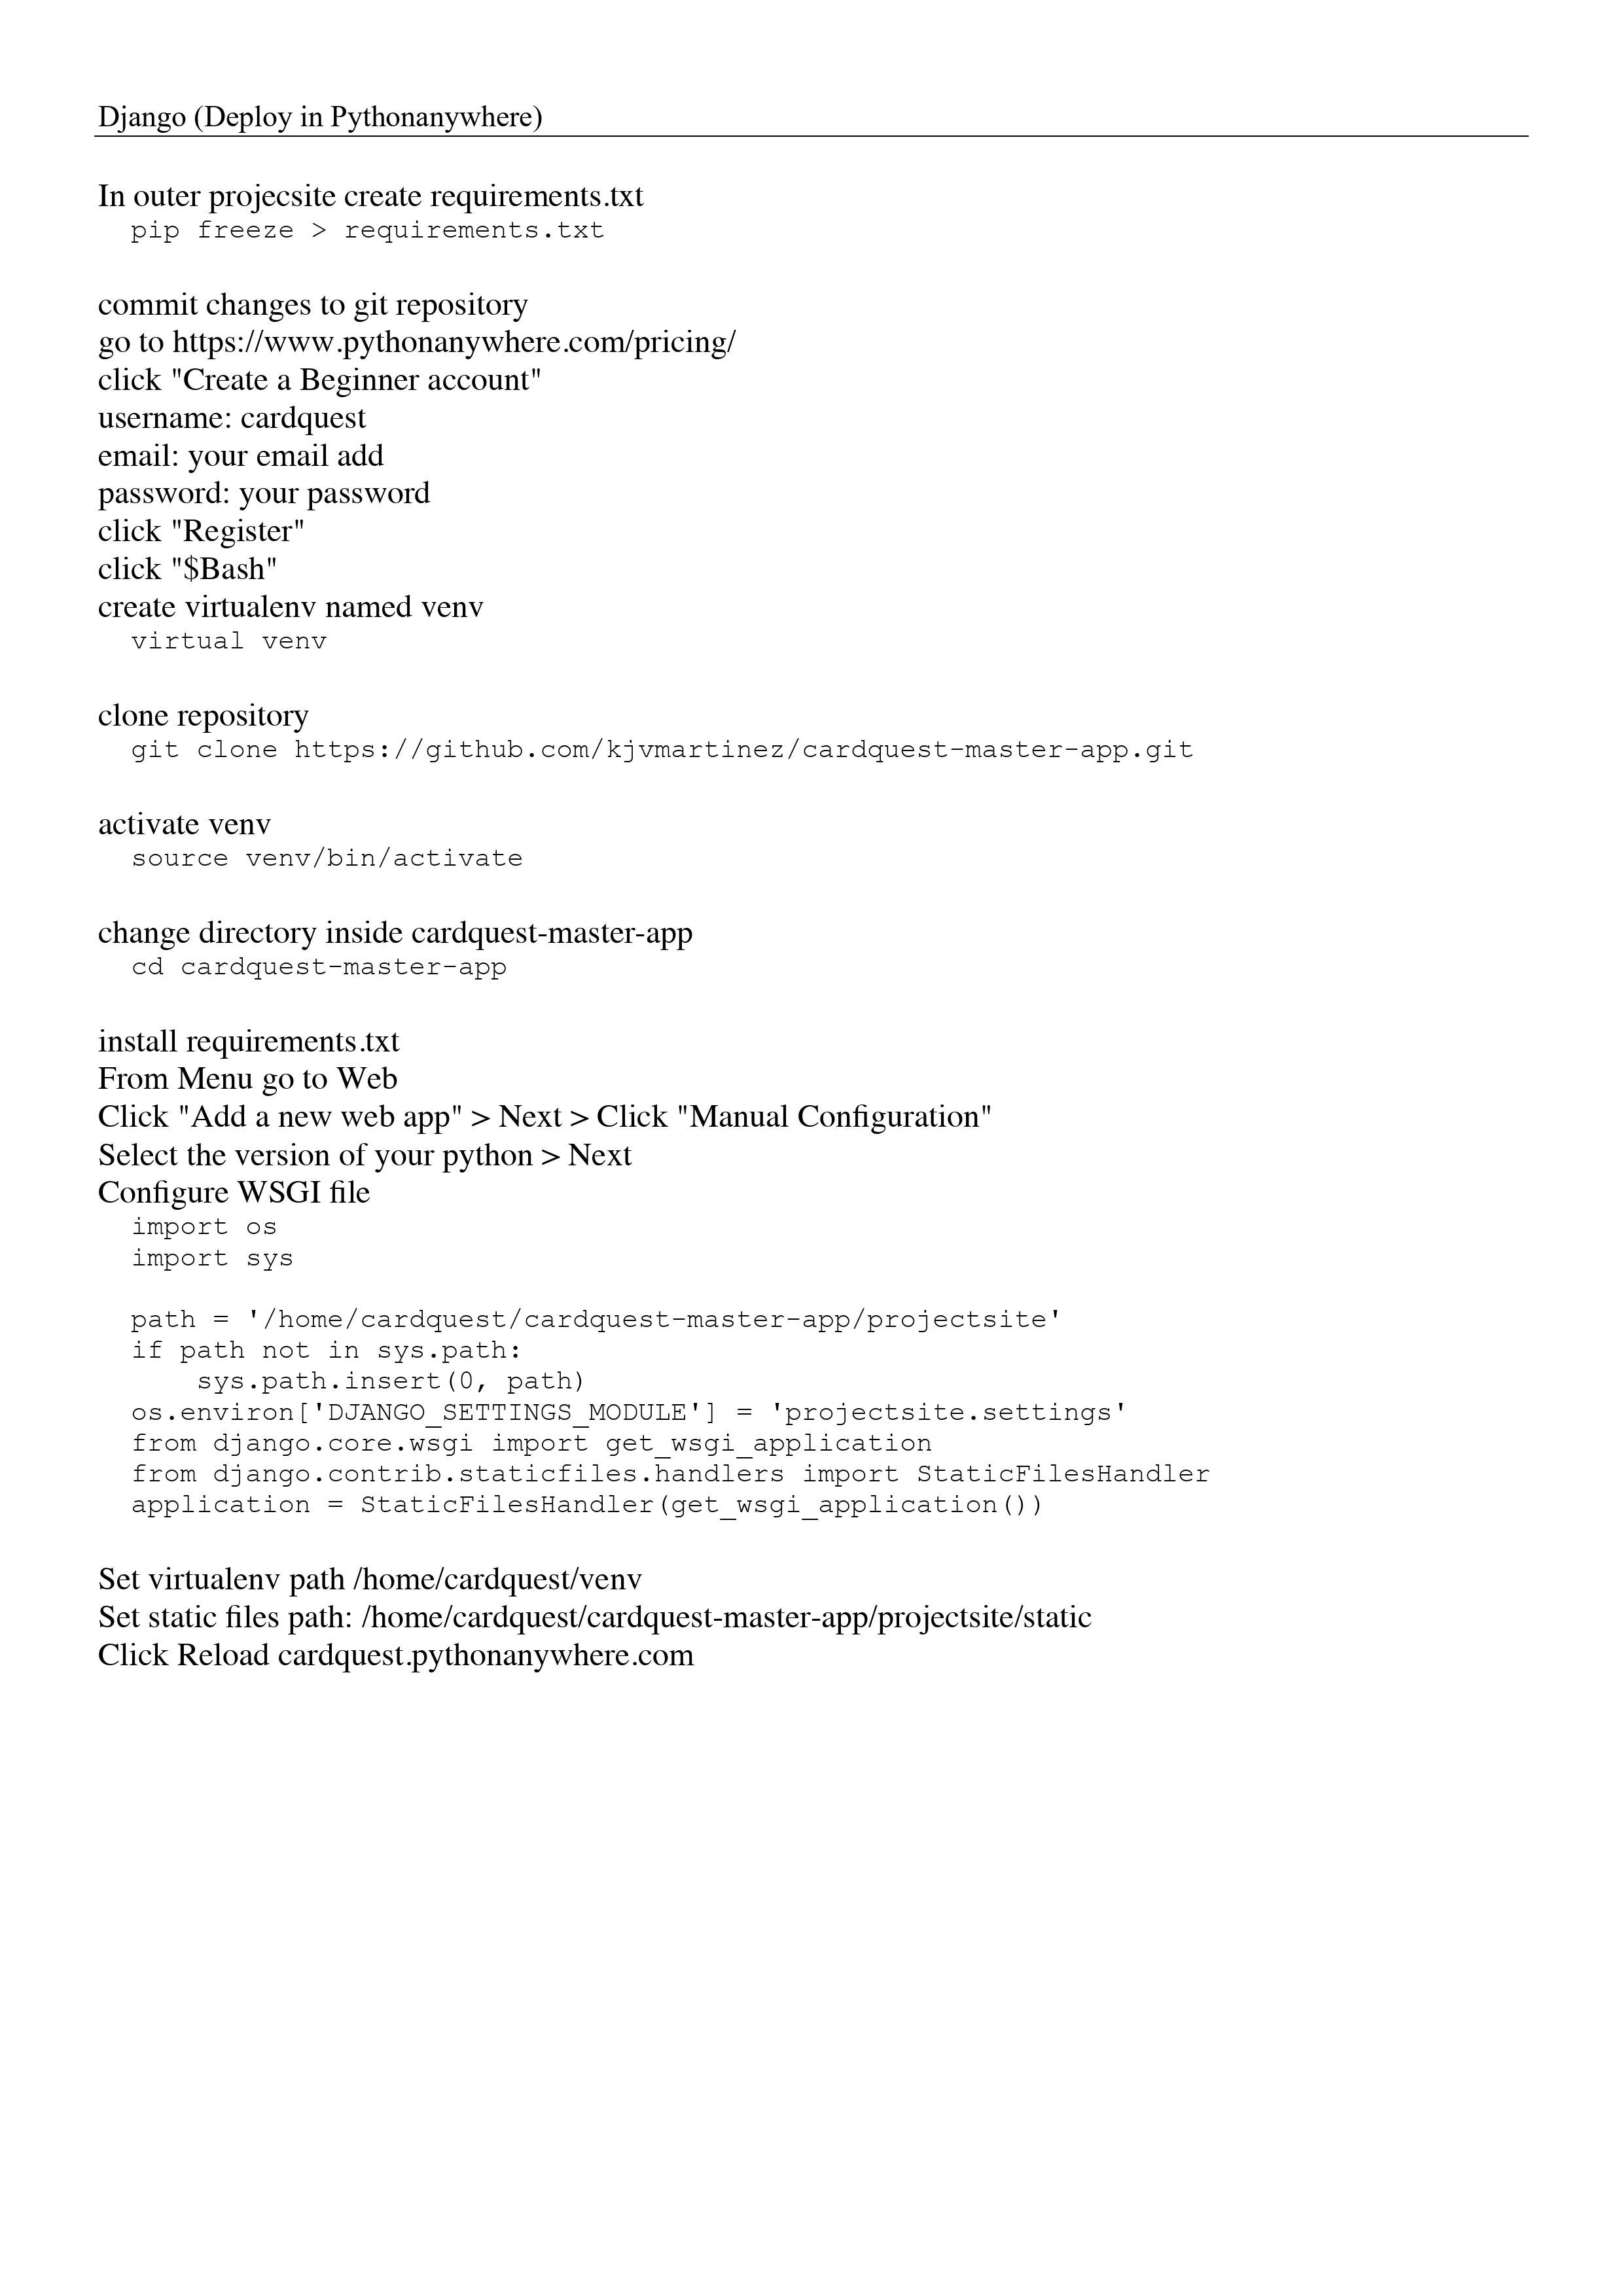 Django (Deploy in Pythonanywhere)
In outer projecsite create requirements.txt
pip freeze > requirements.txt
commit changes to git repository
go to https://www.pythonanywhere.com/pricing/
click "Create a Beginner account"
username: cardquest
email: your email add
password: your password
click "Register"
click "$Bash"
create virtualenv named venv
virtual venv
clone repository
git clone https://github.com/kjvmartinez/cardquest-master-app.git
activate venv
source venv/bin/activate
change directory inside cardquest-master-app
cd cardquest-master-app
install requirements.txt
From Menu go to Web
Click "Add a new web app" > Next > Click "Manual Configuration"
Select the version of your python > Next
Configure WSGI file
import os
import sys
path = '/home/cardquest/cardquest-master-app/projectsite'
if path not in sys.path:
    sys.path.insert(0, path)
os.environ['DJANGO_SETTINGS_MODULE'] = 'projectsite.settings'
from django.core.wsgi import get_wsgi_application
from django.contrib.staticfiles.handlers import StaticFilesHandler
application = StaticFilesHandler(get_wsgi_application())
Set virtualenv path /home/cardquest/venv
Set static files path: /home/cardquest/cardquest-master-app/projectsite/static
Click Reload cardquest.pythonanywhere.com